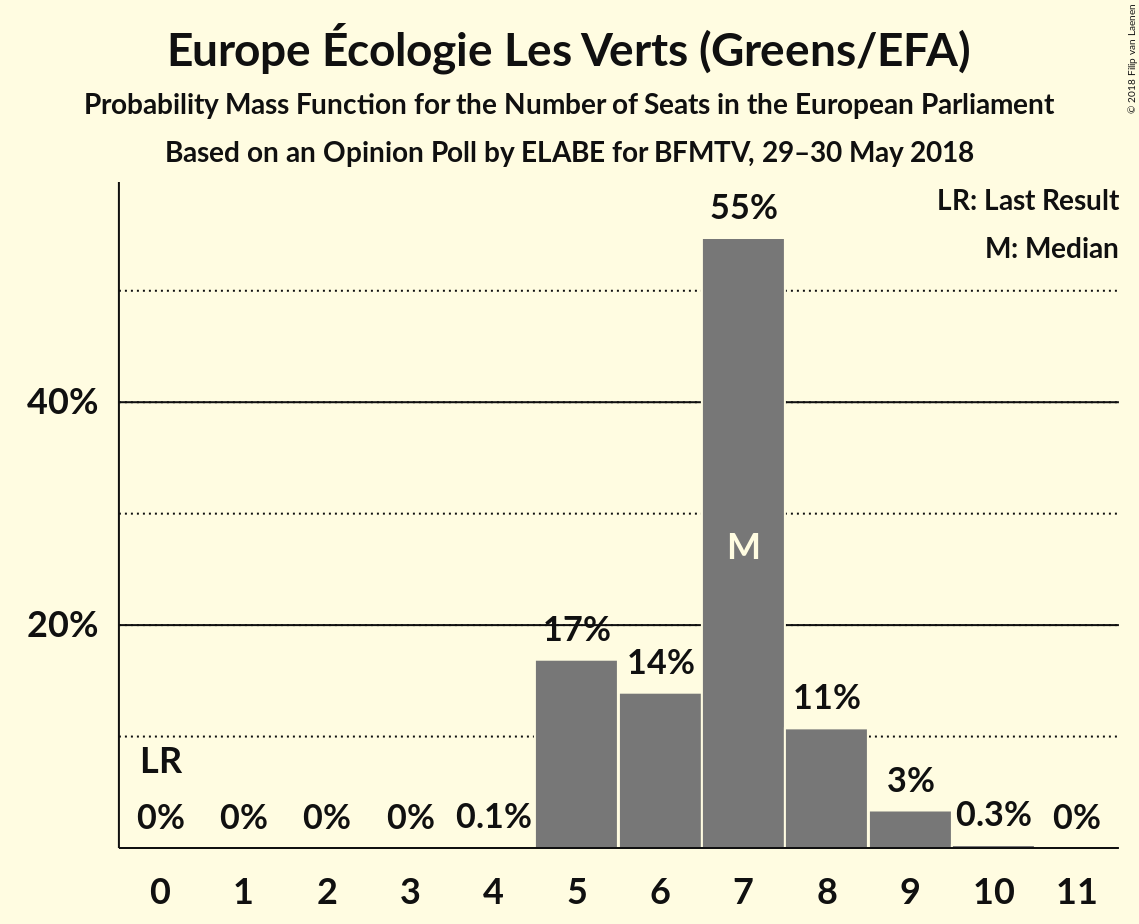 Europe Écologie Les Verts (Greens/EFA)
Probability Mass Function for the Number of Seats in the European Parliament
Based on an Opinion Poll by ELABE for BFMTV, 29–30 May 2018
© 2018 Filip van Laenen
LR: Last Result
M: Median
55%
40%
M
20%
17%
14%
11%
LR
3%
0% 0% 0% 0% 0.1% 0.3% 0%
0 1 2 3 4 5 6 7 8 9 10 11